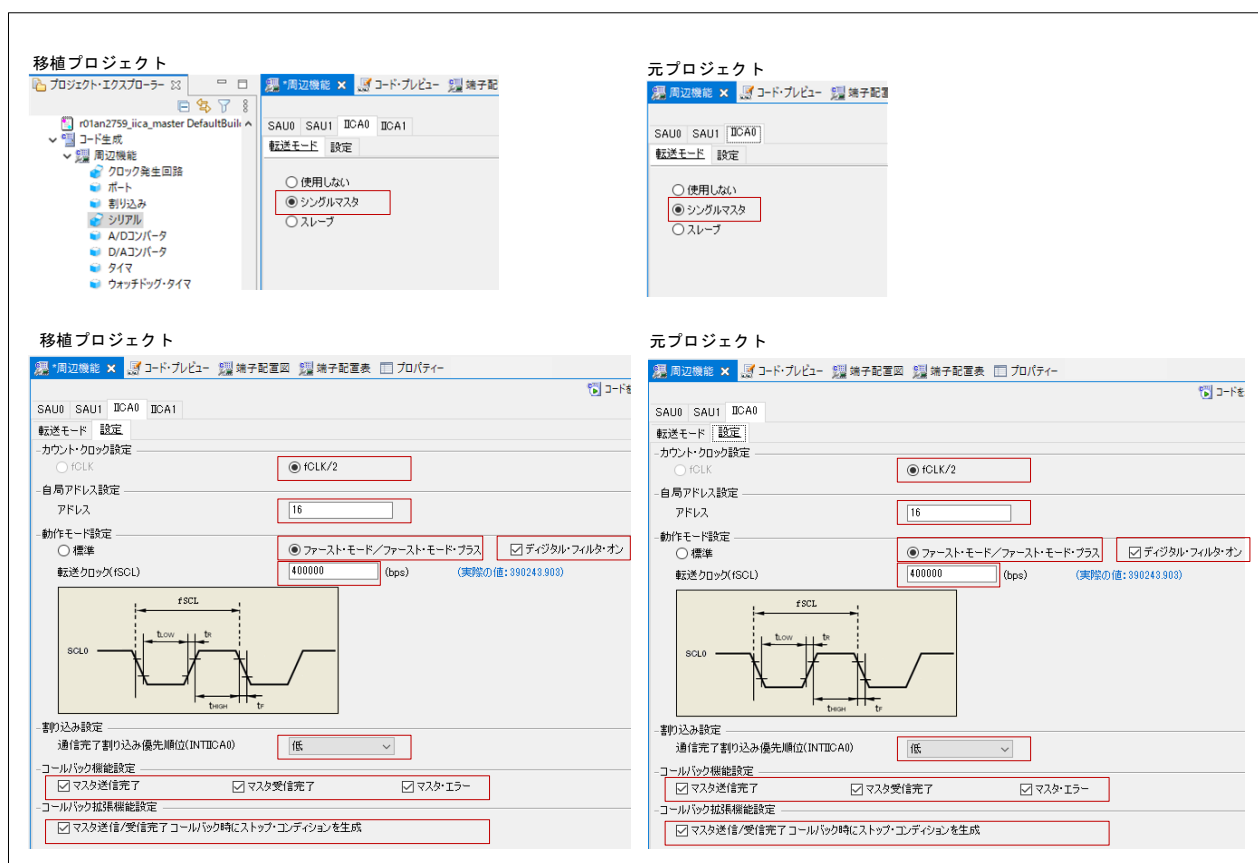 移植プロジェクト
プロジェクト・エクスプローラー
r01an2759_iica_master DefaultBuil
コード生成
周辺機能
クロック発生回路
ポート
割り込み
シリアル
A/Dコンバータ
D/Aコンバータ
タイマ
ウォッチドッグ・タイマ
*周辺機能 コード・プレビュー 端子配
SAU0 SAU1 IICA0 IICA1
転送モード 設定
使用しない
シングルマスタ
スレーブ
元プロジェクト
周辺機能 コード・プレビュー 端子配置
SAU0 SAU1 IICA0
転送モード 設定
使用しない
シングルマスタ
スレーブ
移植プロジェクト
*周辺機能 コード・プレビュー 端子配置図 端子配置表 プロパティー
コードを
SAU0 SAU1 IICA0 IICA1
転送モード 設定
カウント・クロック設定
fCLK fCLK/2
自局アドレス設定
アドレス 16
動作モード設定
標準 ファースト・モード／ファースト・モード・プラス ディジタル・フィルタ・オン
転送クロック(fSCL) 400000 (bps) (実際の値：390243.903)
fSCL
tLOW tR
SCL0
tHIGH tF
割り込み設定
通信完了割り込み優先順位(INTIICA0) 低
コールバック機能設定
マスタ送信完了 マスタ受信完了 マスタ・エラー
コールバック拡張機能設定
マスタ送信/受信完了コールバック時にストップ・コンディションを生成
元プロジェクト
周辺機能 コード・プレビュー 端子配置図 端子配置表 プロパティー
コードを
SAU0 SAU1 IICA0
転送モード 設定
カウント・クロック設定
fCLK fCLK/2
自局アドレス設定
アドレス 16
動作モード設定
標準 ファースト・モード／ファースト・モード・プラス ディジタル・フィルタ・オン
転送クロック(fSCL) 400000 (bps) (実際の値：390243.903)
fSCL
tLOW tR
SCL0
tHIGH tF
割り込み設定
通信完了割り込み優先順位(INTIICA0) 低
コールバック機能設定
マスタ送信完了 マスタ受信完了 マスタ・エラー
コールバック拡張機能設定
マスタ送信/受信完了コールバック時にストップ・コンディションを生成